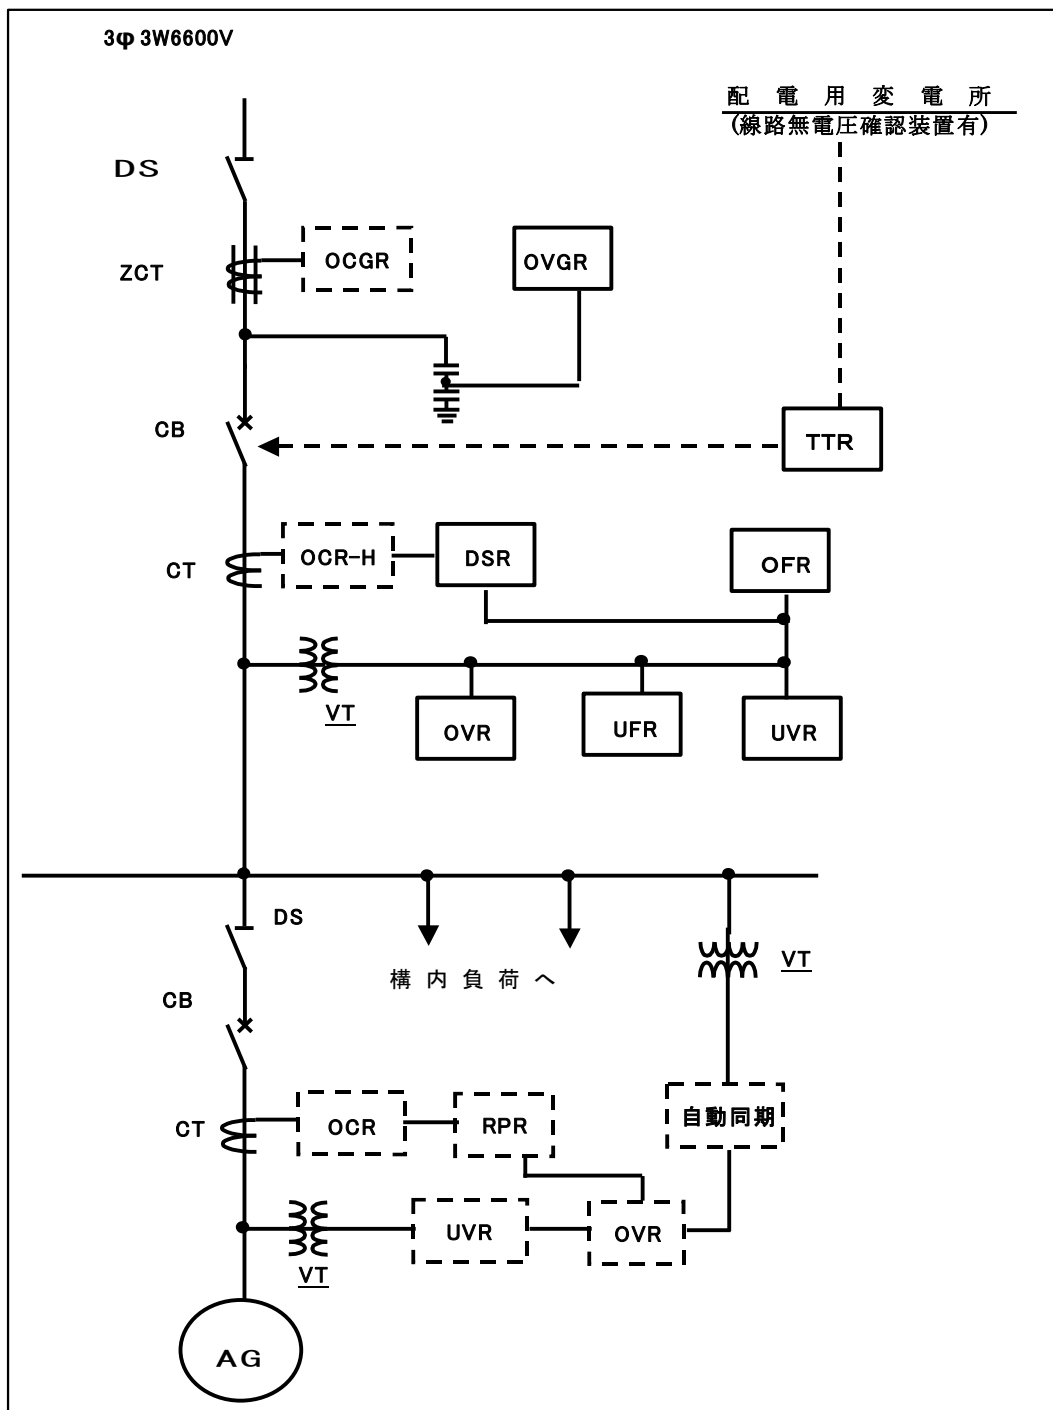 3φ 3W6600V
配電用変電所
(線路無電圧確認装置有)
DS
OCGR
OVGR
ZCT
CB
TTR
OCR-H
DSR
OFR
CT
VT
OVR
UFR
UVR
DS
VT
構内負荷へ
CB
自動同期
CT
OCR
RPR
UVR
OVR
VT
AG